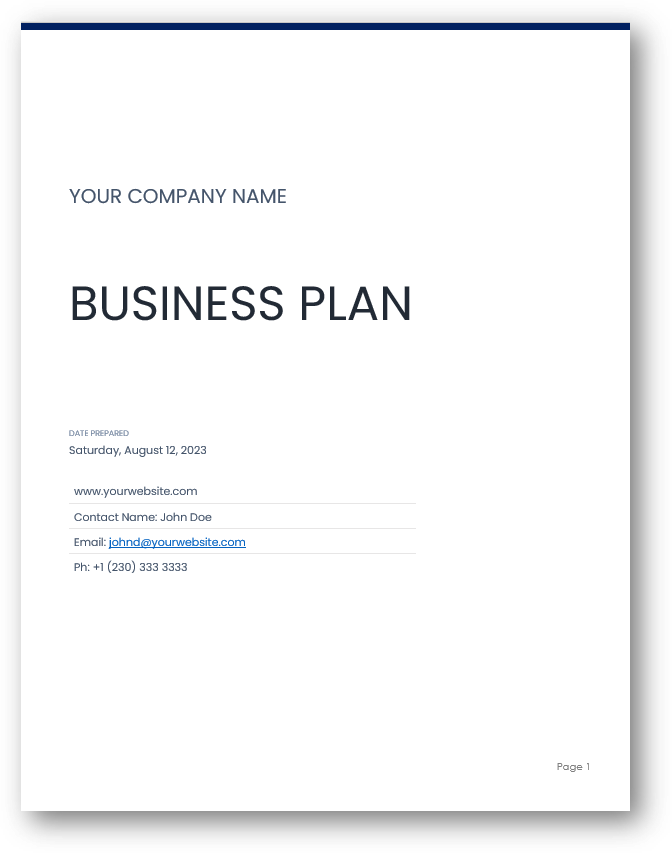 YOUR COMPANY NAME
BUSINESS PLAN
DATE PREPARED
Saturday, August 12, 2023
www.yourwebsite.com
Contact Name: John Doe
Email: johnd@yourwebsite.com
Ph: +1 (230) 333 3333
Page 1